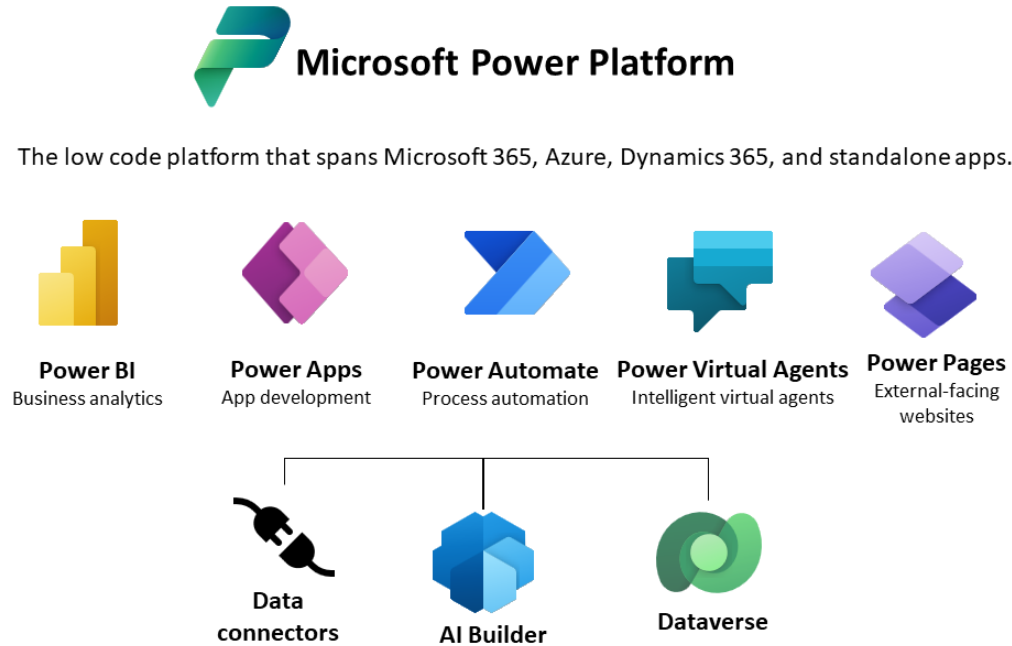 Microsoft Power Platform
The low code platform that spans Microsoft 365, Azure, Dynamics 365, and standalone apps.
Power BI
Business analytics
Power Apps
App development
Power Automate
Process automation
Power Virtual Agents
Intelligent virtual agents
Power Pages
External-facing
websites
Data
connectors
AI Builder
Dataverse